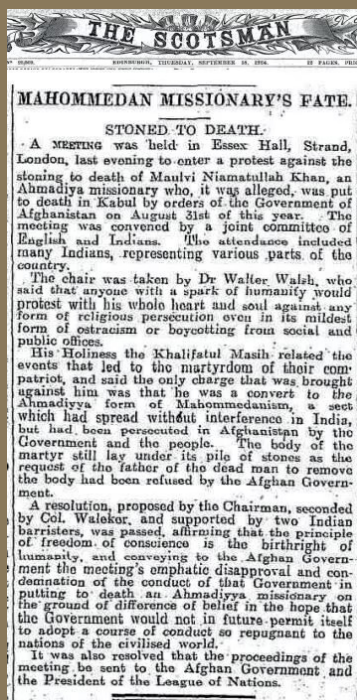 THE SCOTSMAN
EDINBURGH, THURSDAY, SEPTEMBER 18, 1924.
12 PAGES.
MAHOMMEDAN MISSIONARY'S FATE.
STONED TO DEATH.
A MEETING was held in Essex Hall, Strand,
London, last evening to enter a protest against the
stoning to death of Maulvi Niamatullah Khan, an
Ahmadiya missionary who, it was alleged, was put
to death in Kabul by orders of the Government of
Afghanistan on August 31st of this year. The
meeting was convened by a joint committee of
English and Indians. The attendance included
many Indians, representing various parts of the
country.
The chair was taken by Dr Walter Walsh, who
said that anyone with a spark of humanity would
protest with his whole heart and soul against any
form of religious persecution even in its mildest
form of ostracism or boycotting from social and
public offices.
His Holiness the Khalifatul Masih related the
events that led to the martyrdom of their com-
patriot, and said the only charge that was brought
against him was that he was a convert to the
Ahmadiyya form of Mahommedanism, a sect
which had spread without interference in India,
but had been persecuted in Afghanistan by the
Government and the people. The body of the
martyr still lay under its pile of stones as the
request of the father of the dead man to remove
the body had been refused by the Afghan Govern-
ment.
A resolution, proposed by the Chairman, seconded
by Col. Walekor, and supported by two Indian
barristers, was passed, affirming that the principle
of freedom of conscience is the birthright of
humanity, and conveying to the Afghan Govern-
ment the meeting's emphatic disapproval and con-
demination of the conduct of that Government in
putting to death an Ahmadiyya missionary on
the ground of difference of belief in the hope that
the Government would not in future permit itself
to adopt a course of conduct so repugnant to the
nations of the civilised world.
It was also resolved that the proceedings of the
meeting be sent to the Afghan Government and
the President of the League of Nations.